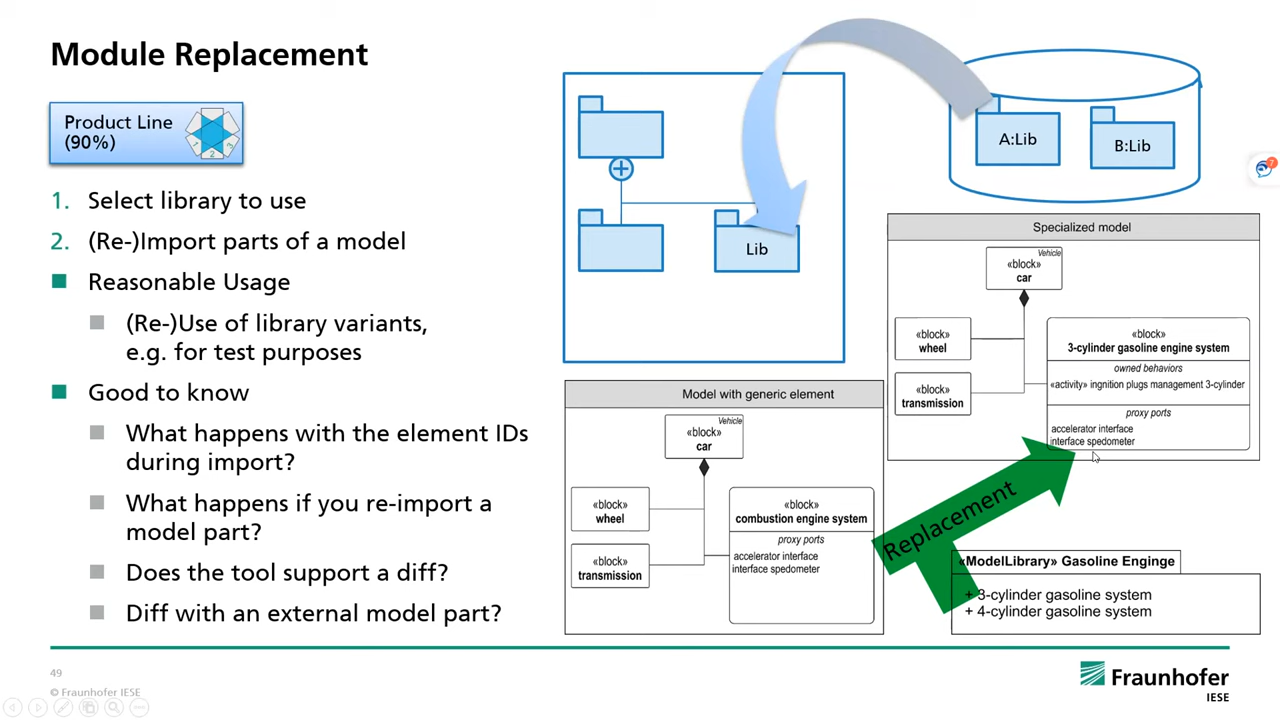 Module Replacement
Product Line
(90%)
1
2
3
1. Select library to use
2. (Re-)Import parts of a model
Reasonable Usage
(Re-)Use of library variants,
e.g. for test purposes
Good to know
What happens with the element IDs
during import?
What happens if you re-import a
model part?
Does the tool support a diff?
Diff with an external model part?
Lib
A:Lib
B:Lib
7
Specialized model
Vehicle
«block»
car
«block»
wheel
«block»
transmission
«block»
3-cylinder gasoline engine system
owned behaviors
«activity» ingnition plugs management 3-cylinder
proxy ports
accelerator interface
interface spedometer
Model with generic element
Vehicle
«block»
car
«block»
wheel
«block»
transmission
«block»
combustion engine system
proxy ports
accelerator interface
interface spedometer
Replacement
«ModelLibrary» Gasoline Enginge
+ 3-cylinder gasoline system
+ 4-cylinder gasoline system
49
© Fraunhofer IESE
Fraunhofer
IESE